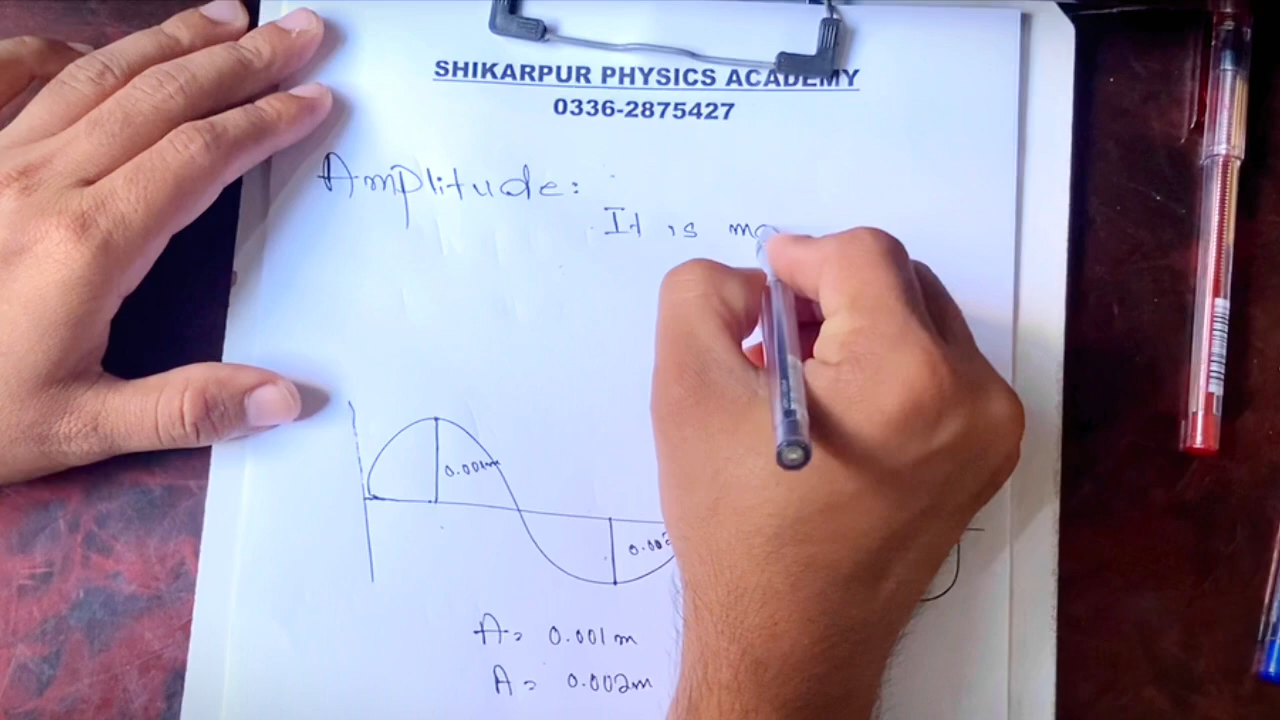 SHIKARPUR PHYSICS ACADEMY
0336-2875427
Amplitude:
It is
0.001m
A= 0.001m
A= 0.002m